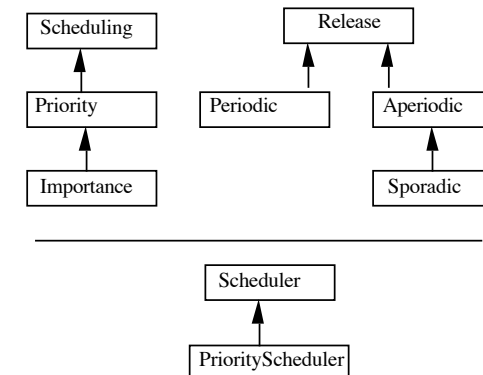 Scheduling
Release
Priority
Periodic
Aperiodic
Importance
Sporadic
Scheduler
PriorityScheduler